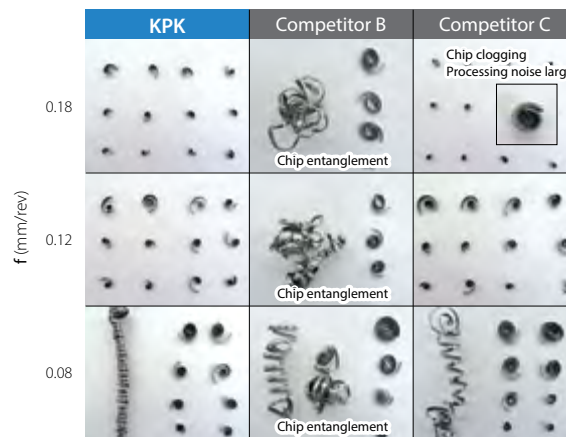 KPK
Competitor B
Competitor C
f (mm/rev)
0.18
Chip entanglement
Chip clogging
Processing noise larg
0.12
Chip entanglement
0.08
Chip entanglement